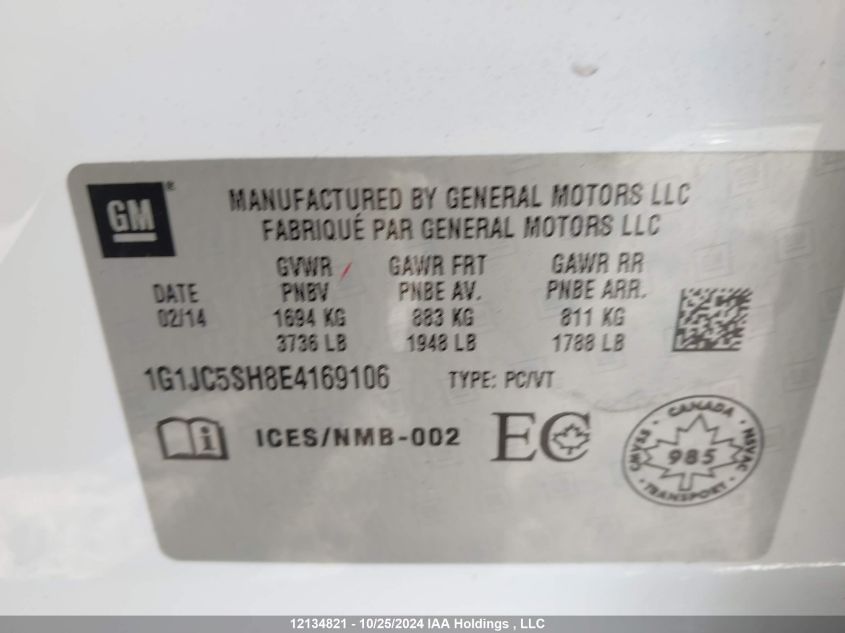 GM ®
MANUFACTURED BY GENERAL MOTORS LLC
FABRIQUÉ PAR GENERAL MOTORS LLC
GVWR GAWR FRT GAWR RR
DATE PNBV PNBE AV. PNBE ARR.
02/14 1694 KG 883 KG 811 KG
3736 LB 1948 LB 1788 LB
1G1JC5SH8E4169106 TYPE: PC/VT
i ICES/NMB-002 EC
CANADA
CMVSS 985 NSVAC
TRANSPORT
12134821 - 10/25/2024 IAA Holdings , LLC